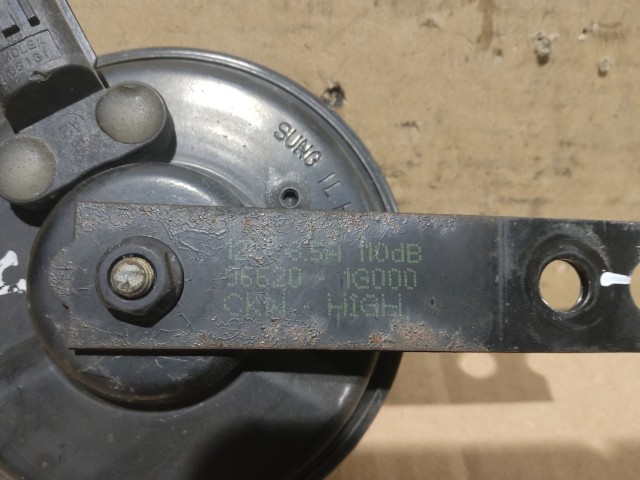 SUNG IL
12V 3.5A 110dB
96620 1G000
CKN HIGH